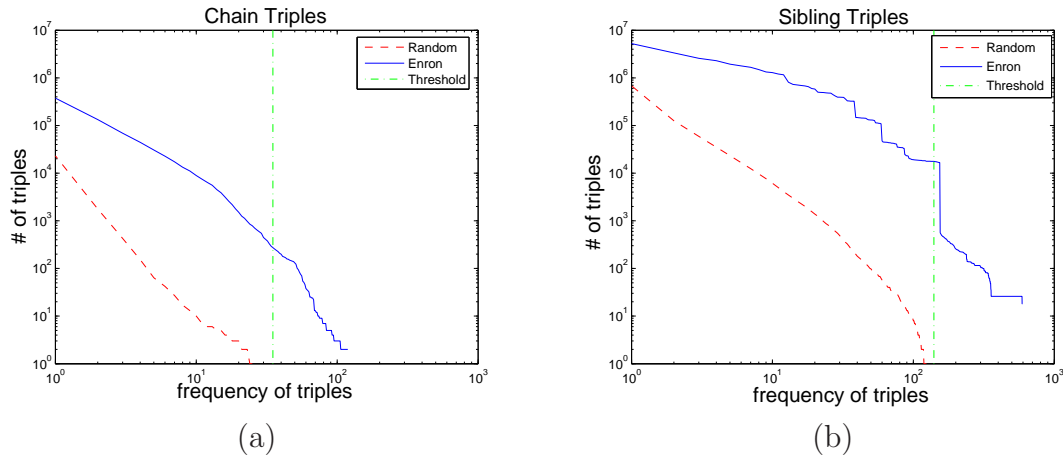 Chain Triples
10^7
10^6
10^5
10^4
10^3
10^2
10^1
10^0
# of triples
Random
Enron
Threshold
10^0 10^1 10^2 10^3
frequency of triples
(a)
Sibling Triples
10^7
10^6
10^5
10^4
10^3
10^2
10^1
10^0
# of triples
Random
Enron
Threshold
10^0 10^1 10^2 10^3
frequency of triples
(b)